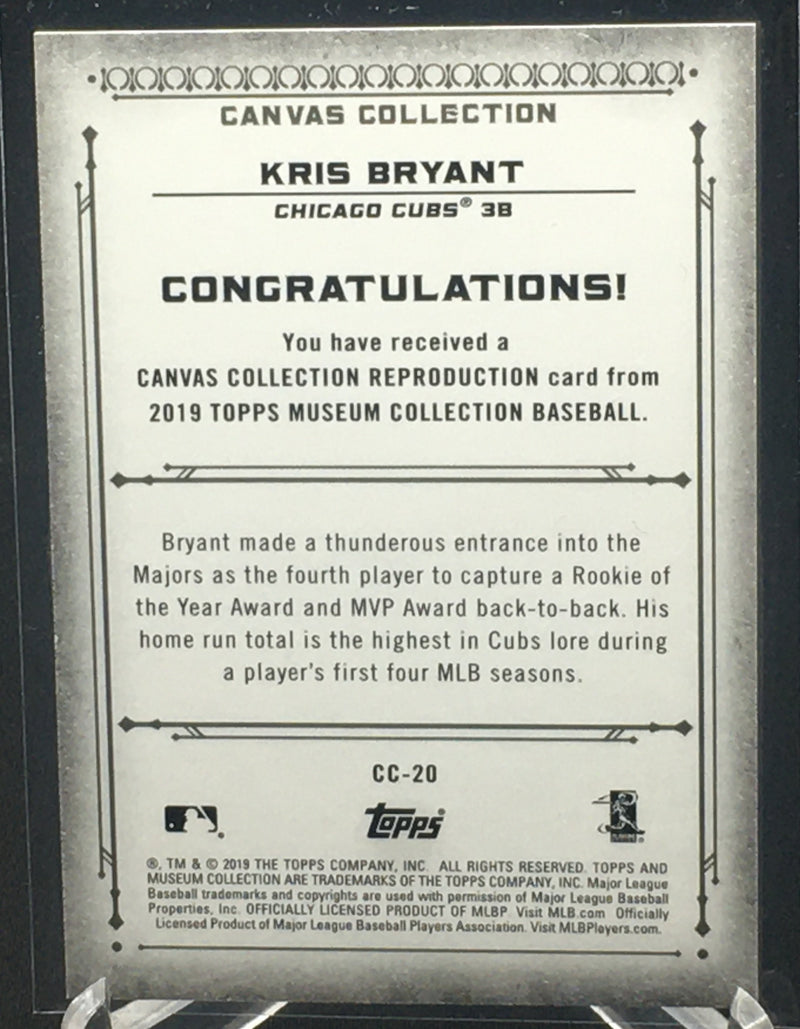 CANVAS COLLECTION
KRIS BRYANT
CHICAGO CUBS® 3B
CONGRATULATIONS!
You have received a
CANVAS COLLECTION REPRODUCTION card from
2019 TOPPS MUSEUM COLLECTION BASEBALL.
Bryant made a thunderous entrance into the
Majors as the fourth player to capture a Rookie of
the Year Award and MVP Award back-to-back. His
home run total is the highest in Cubs lore during
a player's first four MLB seasons.
CC-20
Topps
®, TM & © 2019 THE TOPPS COMPANY, INC. ALL RIGHTS RESERVED. TOPPS AND
MUSEUM COLLECTION ARE TRADEMARKS OF THE TOPPS COMPANY, INC. Major League
Baseball trademarks and copyrights are used with permission of Major League Baseball
Properties, Inc. OFFICIALLY LICENSED PRODUCT OF MLBP. Visit MLB.com Officially
Licensed Product of Major League Baseball Players Association. Visit MLBPlayers.com.